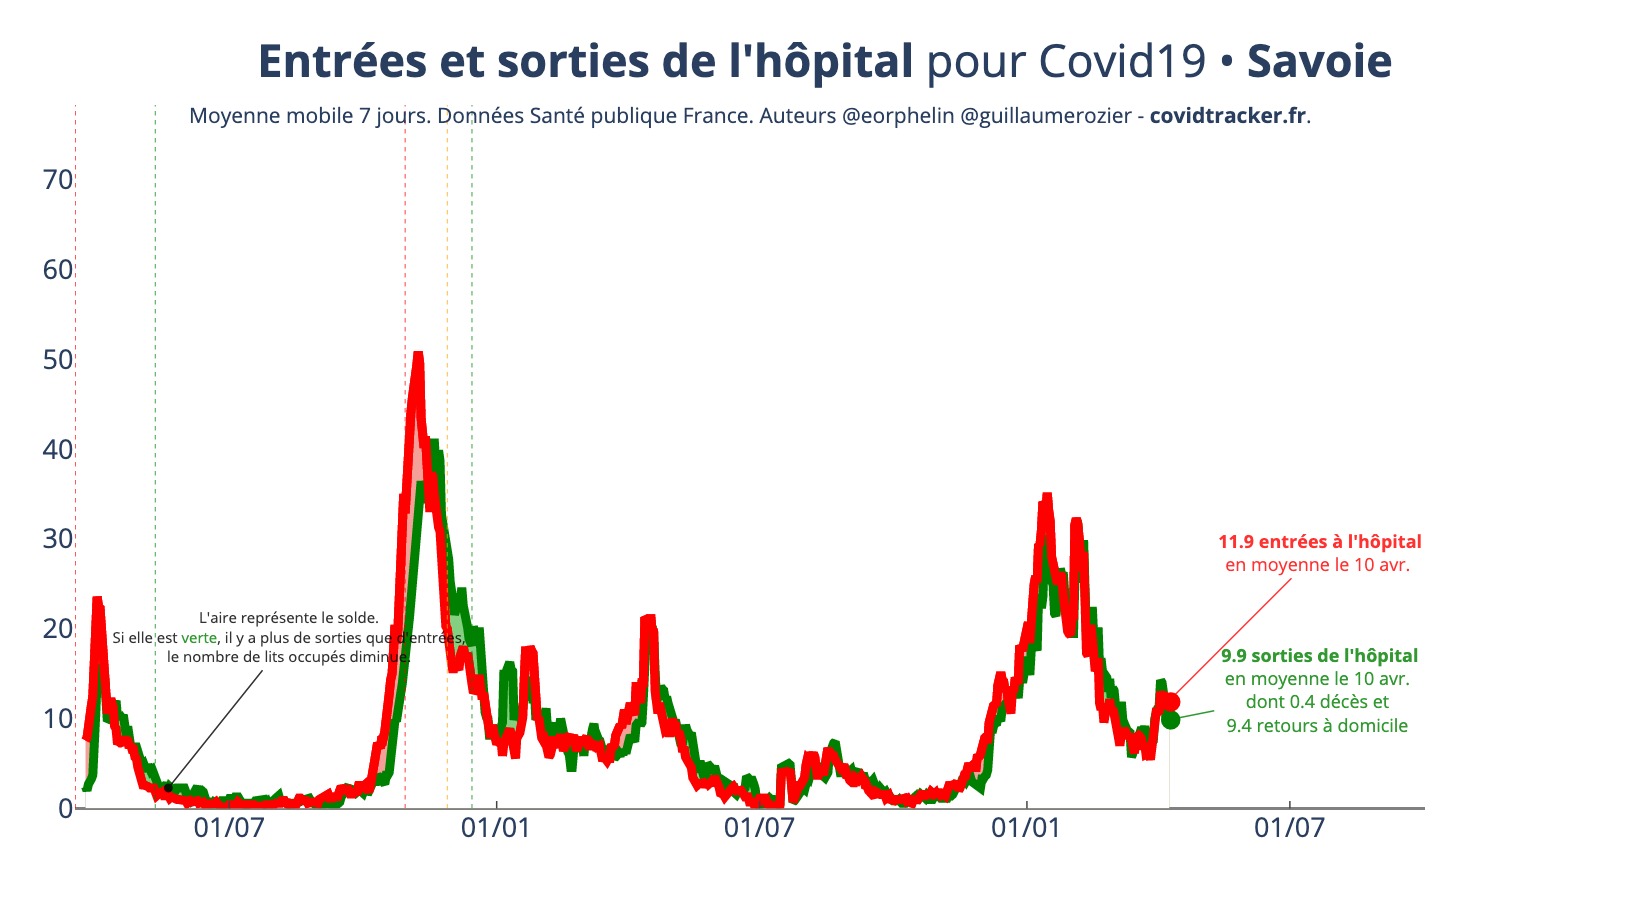 Entrées et sorties de l'hôpital pour Covid19 • Savoie
Moyenne mobile 7 jours. Données Santé publique France. Auteurs @eorphelin @guillaumerozier - covidtracker.fr.
70
60
50
40
30
20
10
0
L'aire représente le solde.
Si elle est verte, il y a plus de sorties que d'entrées,
le nombre de lits occupés diminue.
11.9 entrées à l'hôpital
en moyenne le 10 avr.
9.9 sorties de l'hôpital
en moyenne le 10 avr.
dont 0.4 décès et
9.4 retours à domicile
01/07
01/01
01/07
01/01
01/07